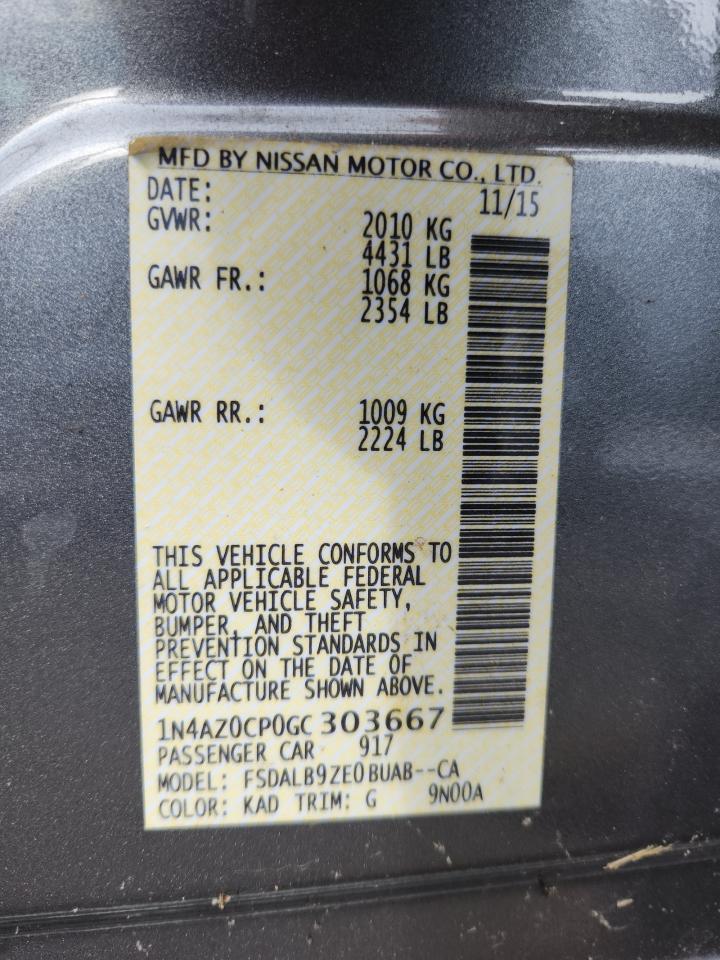 MFD BY NISSAN MOTOR CO., LTD.
DATE: 11/15
GVWR: 2010 KG
4431 LB
GAWR FR.: 1068 KG
2354 LB
GAWR RR.: 1009 KG
2224 LB
THIS VEHICLE CONFORMS TO
ALL APPLICABLE FEDERAL
MOTOR VEHICLE SAFETY,
BUMPER, AND THEFT
PREVENTION STANDARDS IN
EFFECT ON THE DATE OF
MANUFACTURE SHOWN ABOVE.
1N4AZ0CP0GC 303667
PASSENGER CAR 917
MODEL: FSDALB9ZE0BUAB--CA
COLOR: KAD TRIM: G 9N00A